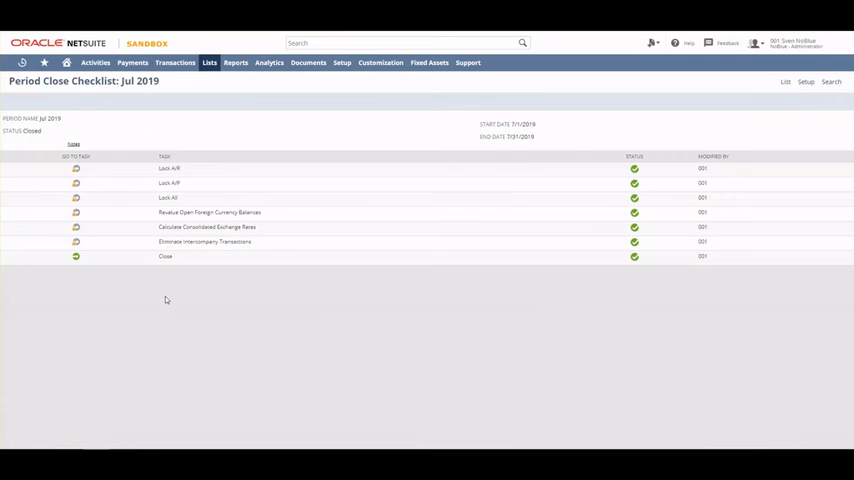 ORACLE NETSUITE SANDBOX Search Help Feedback 001 Sven NoBlue
NoBlue - Administrator
Activities Payments Transactions Lists Reports Analytics Documents Setup Customization Fixed Assets Support
Period Close Checklist: Jul 2019 List Setup Search
PERIOD NAME Jul 2019 START DATE 7/1/2019
STATUS Closed END DATE 7/31/2019
Notes
GO TO TASK TASK STATUS MODIFIED BY
Lock A/R 001
Lock A/P 001
Lock All 001
Revalue Open Foreign Currency Balances 001
Calculate Consolidated Exchange Rates 001
Eliminate Intercompany Transactions 001
Close 001